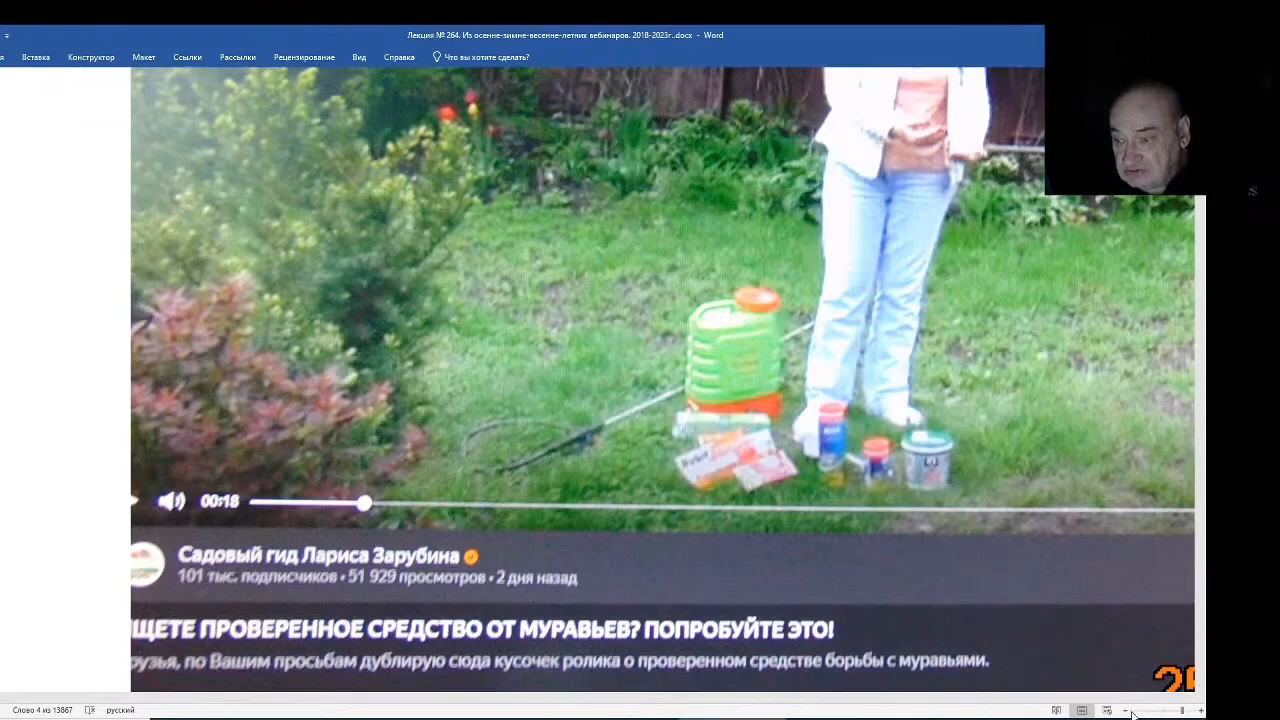 Лекция № 264. Из осенне-зимне-весенне-летних вебинаров. 2018-2023г..docx - Word
я Вставка Конструктор Макет Ссылки Рассылки Рецензирование Вид Справка Что вы хотите сделать?
00:18
Садовый гид Лариса Зарубина
101 тыс. подписчиков • 51 929 просмотров • 2 дня назад
ЩЕТЕ ПРОВЕРЕННОЕ СРЕДСТВО ОТ МУРАВЬЕВ? ПОПРОБУЙТЕ ЭТО!
рузья, по Вашим просьбам дублирую сюда кусочек ролика о проверенном средстве борьбы с муравьями.
Слово 4 из 13867 русский